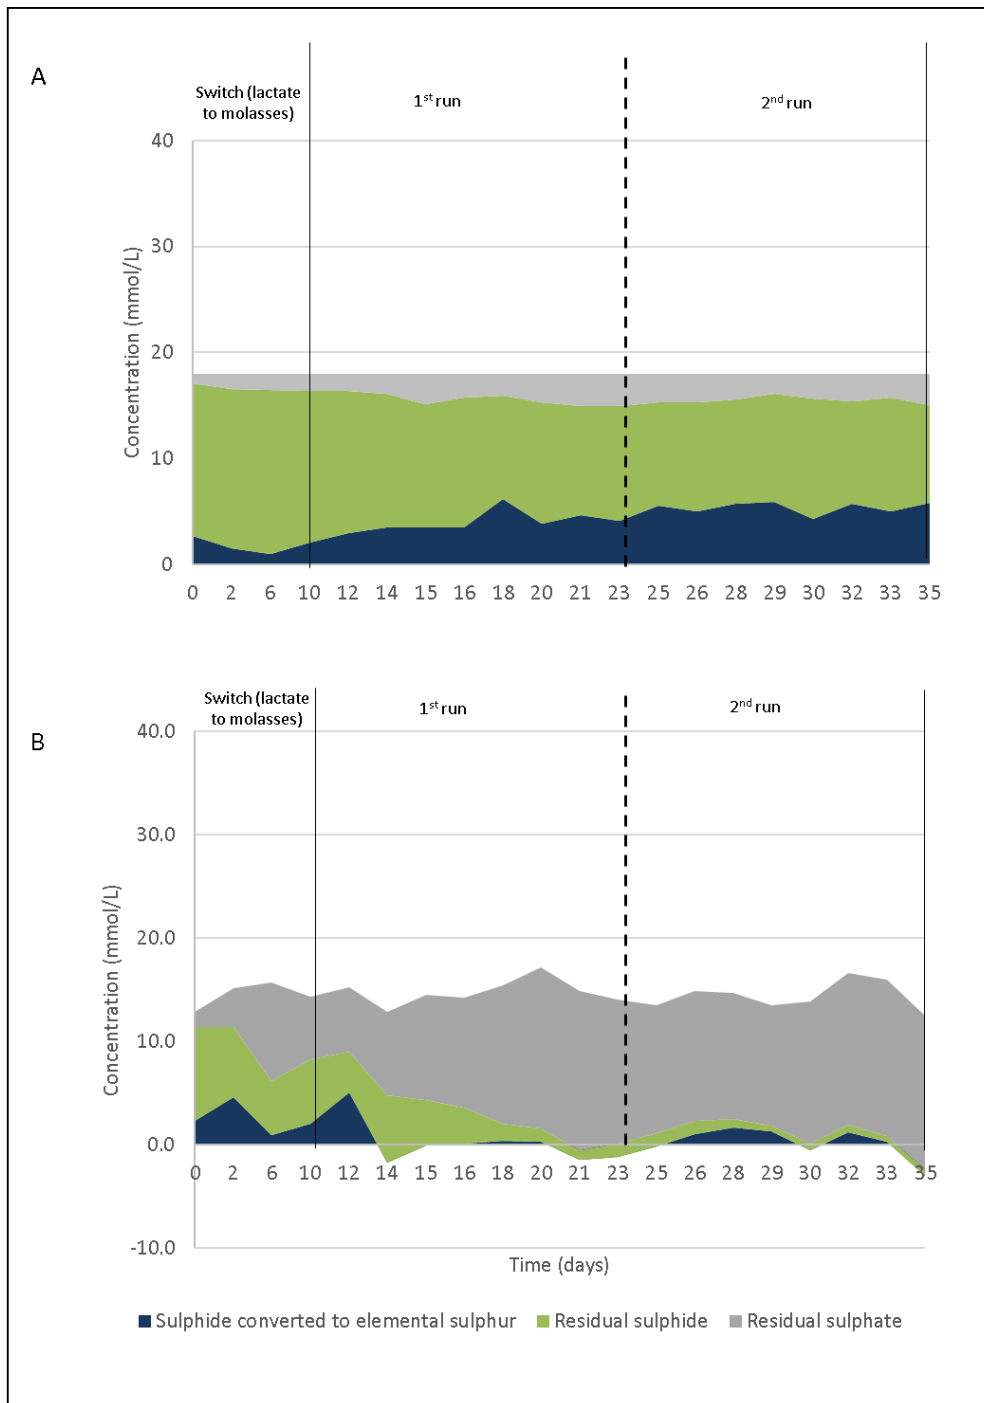 A
Switch (lactate
to molasses)
1st run
2nd run
40
30
20
10
0
Concentration (mmol/L)
0 2 6 10 12 14 15 16 18 20 21 23 25 26 28 29 30 32 33 35
B
Switch (lactate
to molasses)
1st run
2nd run
40.0
30.0
20.0
10.0
0.0
-10.0
Concentration (mmol/L)
0 2 6 10 12 14 15 16 18 20 21 23 25 26 28 29 30 32 33 35
Time (days)
Sulphide converted to elemental sulphur Residual sulphide Residual sulphate